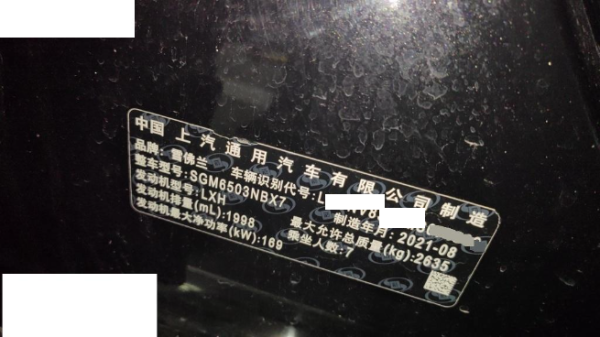 中国 上汽通用汽车有限公司制造
品牌:雪佛兰 车辆识别代号:L
整车型号:SGM6503NBX7 制造年月:2021-08
发动机型号:LXH 最大允许总质量(kg):2635
发动机排量(mL):1998 乘坐人数:7
发动机最大净功率(kW):169